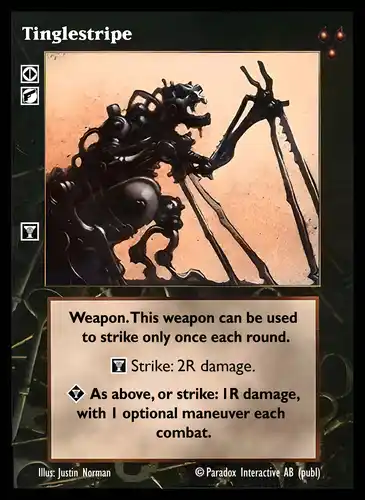 Tinglestripe
Weapon. This weapon can be used
to strike only once each round.
Strike: 2R damage.
As above, or strike: 1R damage,
with 1 optional maneuver each
combat.
Illus: Justin Norman © Paradox Interactive AB (publ)